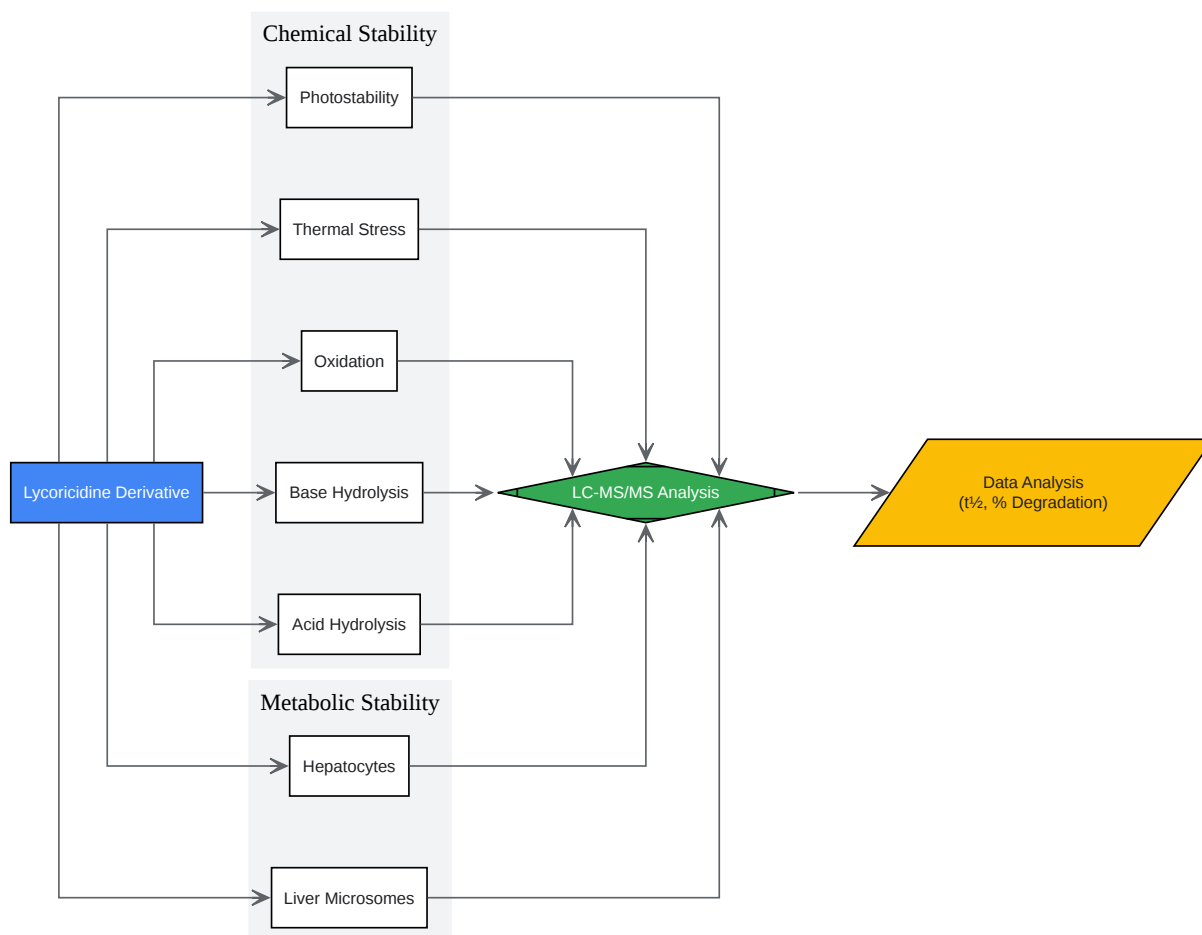 Chemical Stability
Photostability
Thermal Stress
Oxidation
Lycoricidine Derivative
Base Hydrolysis
LC-MS/MS Analysis
Data Analysis
(t½, % Degradation)
Acid Hydrolysis
Metabolic Stability
Hepatocytes
Liver Microsomes